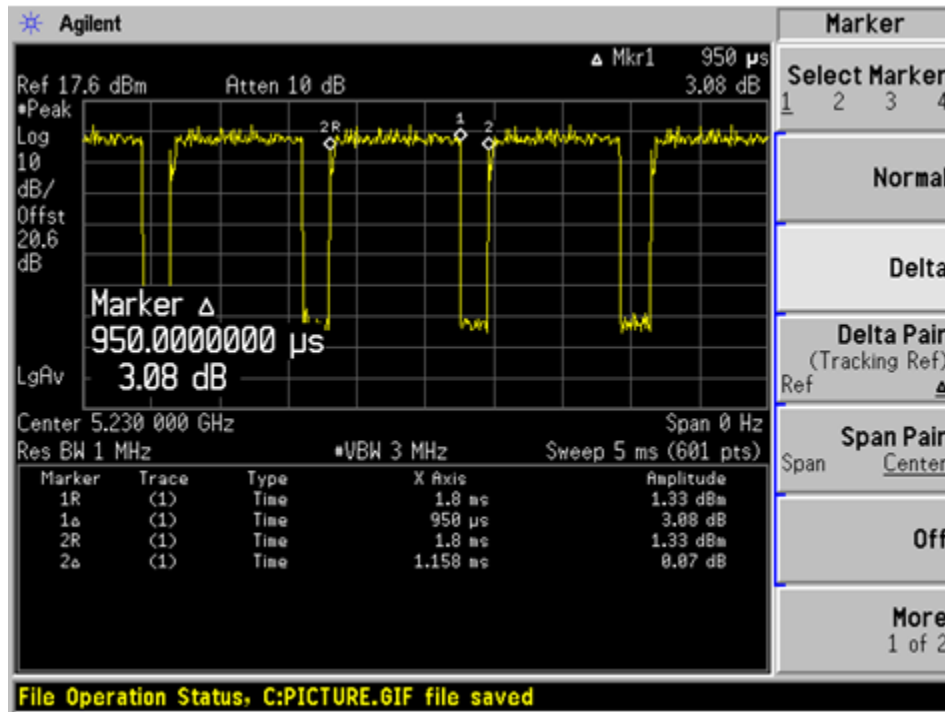 Agilent
Marker
Δ Mkr1 950 µs
Ref 17.6 dBm Atten 10 dB 3.08 dB
#Peak
Log
10
dB/
Offst
20.6
dB
LgAv
2R 1 2
Marker Δ
950.0000000 µs
3.08 dB
Center 5.230 000 GHz Span 0 Hz
Res BW 1 MHz #VBW 3 MHz Sweep 5 ms (601 pts)
Marker Trace Type X Axis Amplitude
1R (1) Time 1.8 ms 1.33 dBm
1Δ (1) Time 950 µs 3.08 dB
2R (1) Time 1.8 ms 1.33 dBm
2Δ (1) Time 1.158 ms 0.07 dB
Select Marker
1 2 3 4
Normal
Delta
Delta Pair
(Tracking Ref)
Ref Δ
Span Pair
Span Center
Off
More
1 of 2
File Operation Status, C:PICTURE.GIF file saved